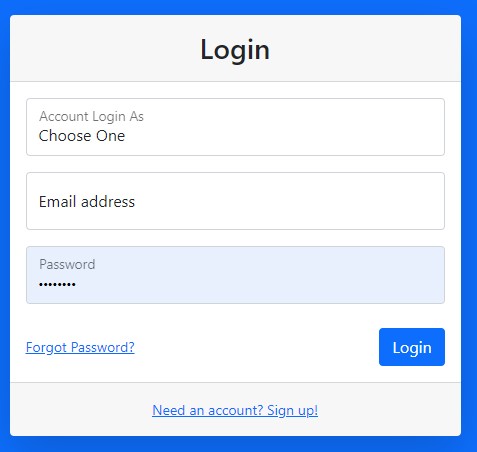 Login
Account Login As
Choose One
Email address
Password
••••••••
Forgot Password?
Login
Need an account? Sign up!